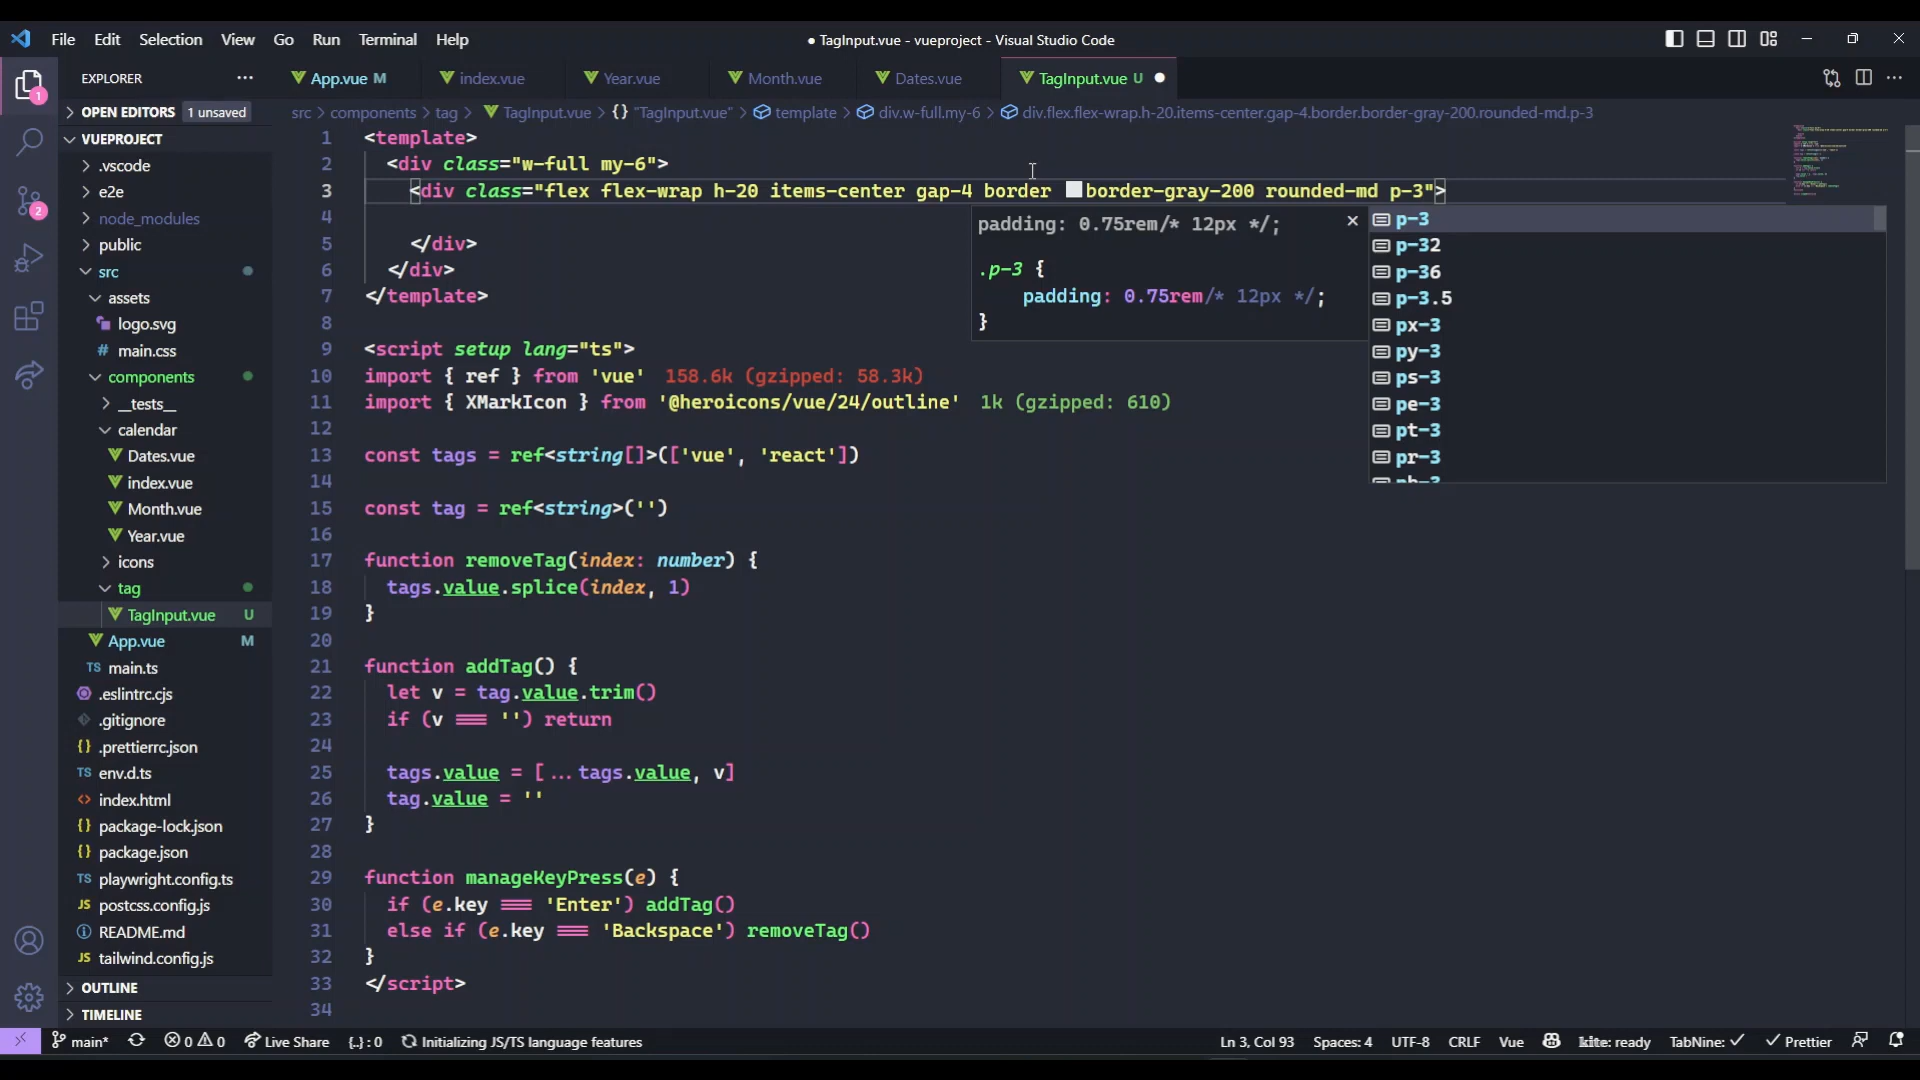 File Edit Selection View Go Run Terminal Help
● TagInput.vue - vueproject - Visual Studio Code
EXPLORER
App.vue M
index.vue
Year.vue
Month.vue
Dates.vue
TagInput.vue U
OPEN EDITORS 1 unsaved
src > components > tag > TagInput.vue > {} "TagInput.vue" > template > div.w-full.my-6 > div.flex.flex-wrap.h-20.items-center.gap-4.border.border-gray-200.rounded-md.p-3
VUEPROJECT
.vscode
e2e
node_modules
public
src
assets
logo.svg
# main.css
components
__tests__
calendar
Dates.vue
index.vue
Month.vue
Year.vue
icons
tag
TagInput.vue U
App.vue M
TS main.ts
.eslintrc.cjs
.gitignore
{} .prettierrc.json
TS env.d.ts
<> index.html
{} package-lock.json
{} package.json
TS playwright.config.ts
JS postcss.config.js
README.md
JS tailwind.config.js
OUTLINE
TIMELINE
1
2
1 <template>
2 <div class="w-full my-6">
3 <div class="flex flex-wrap h-20 items-center gap-4 border border-gray-200 rounded-md p-3">
4
5 </div>
6 </div>
7 </template>
8
9 <script setup lang="ts">
10 import { ref } from 'vue' 158.6k (gzipped: 58.3k)
11 import { XMarkIcon } from '@heroicons/vue/24/outline' 1k (gzipped: 610)
12
13 const tags = ref<string[]>(['vue', 'react'])
14
15 const tag = ref<string>('')
16
17 function removeTag(index: number) {
18 tags.value.splice(index, 1)
19 }
20
21 function addTag() {
22 let v = tag.value.trim()
23 if (v === '') return
24
25 tags.value = [...tags.value, v]
26 tag.value = ''
27 }
28
29 function manageKeyPress(e) {
30 if (e.key === 'Enter') addTag()
31 else if (e.key === 'Backspace') removeTag()
32 }
33 </script>
34
padding: 0.75rem/* 12px */;
.p-3 {
padding: 0.75rem/* 12px */;
}
p-3
p-32
p-36
p-3.5
px-3
py-3
ps-3
pe-3
pt-3
pr-3
pb-3
main* 0 0 Live Share {..} : 0 Initializing JS/TS language features Ln 3, Col 93 Spaces: 4 UTF-8 CRLF Vue kite: ready TabNine: ✓ ✓ Prettier